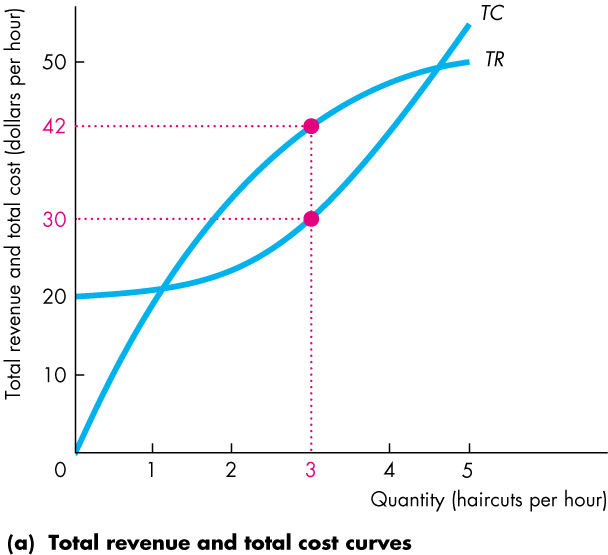 Total revenue and total cost (dollars per hour)
TC
TR
50
42
30
20
10
0
1
2
3
4
5
Quantity (haircuts per hour)
(a) Total revenue and total cost curves